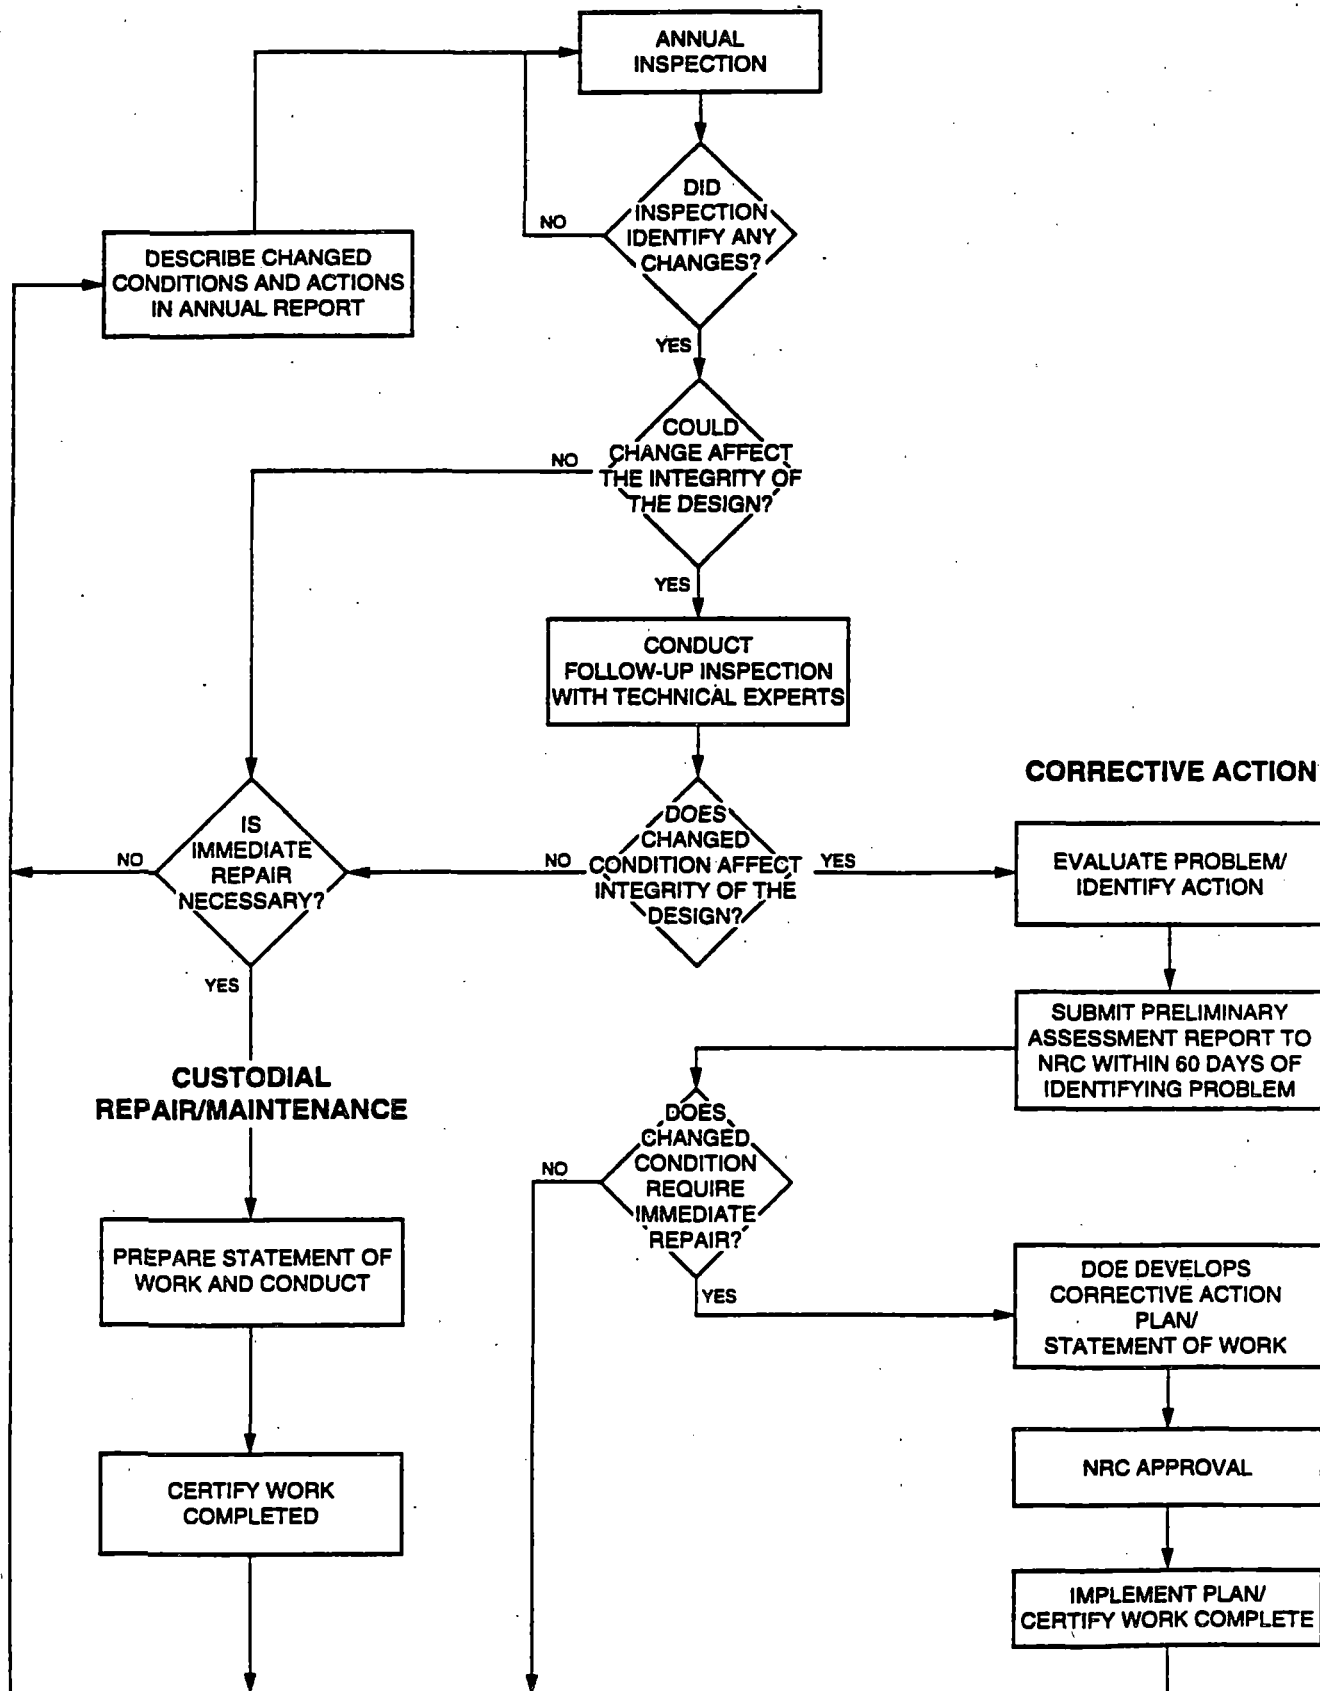 ANNUAL
INSPECTION
DID
INSPECTION
IDENTIFY ANY
CHANGES?
NO
DESCRIBE CHANGED
CONDITIONS AND ACTIONS
IN ANNUAL REPORT
YES
COULD
CHANGE AFFECT
THE INTEGRITY OF
THE DESIGN?
NO
YES
CONDUCT
FOLLOW-UP INSPECTION
WITH TECHNICAL EXPERTS
CORRECTIVE ACTION
IS
IMMEDIATE
REPAIR
NECESSARY?
NO
DOES
CHANGED
CONDITION AFFECT
INTEGRITY OF THE
DESIGN?
NO
YES
EVALUATE PROBLEM/
IDENTIFY ACTION
YES
SUBMIT PRELIMINARY
ASSESSMENT REPORT TO
NRC WITHIN 60 DAYS OF
IDENTIFYING PROBLEM
CUSTODIAL
REPAIR/MAINTENANCE
DOES
CHANGED
CONDITION
REQUIRE
IMMEDIATE
REPAIR?
NO
YES
PREPARE STATEMENT OF
WORK AND CONDUCT
DOE DEVELOPS
CORRECTIVE ACTION
PLAN/
STATEMENT OF WORK
CERTIFY WORK
COMPLETED
NRC APPROVAL
IMPLEMENT PLAN/
CERTIFY WORK COMPLETE